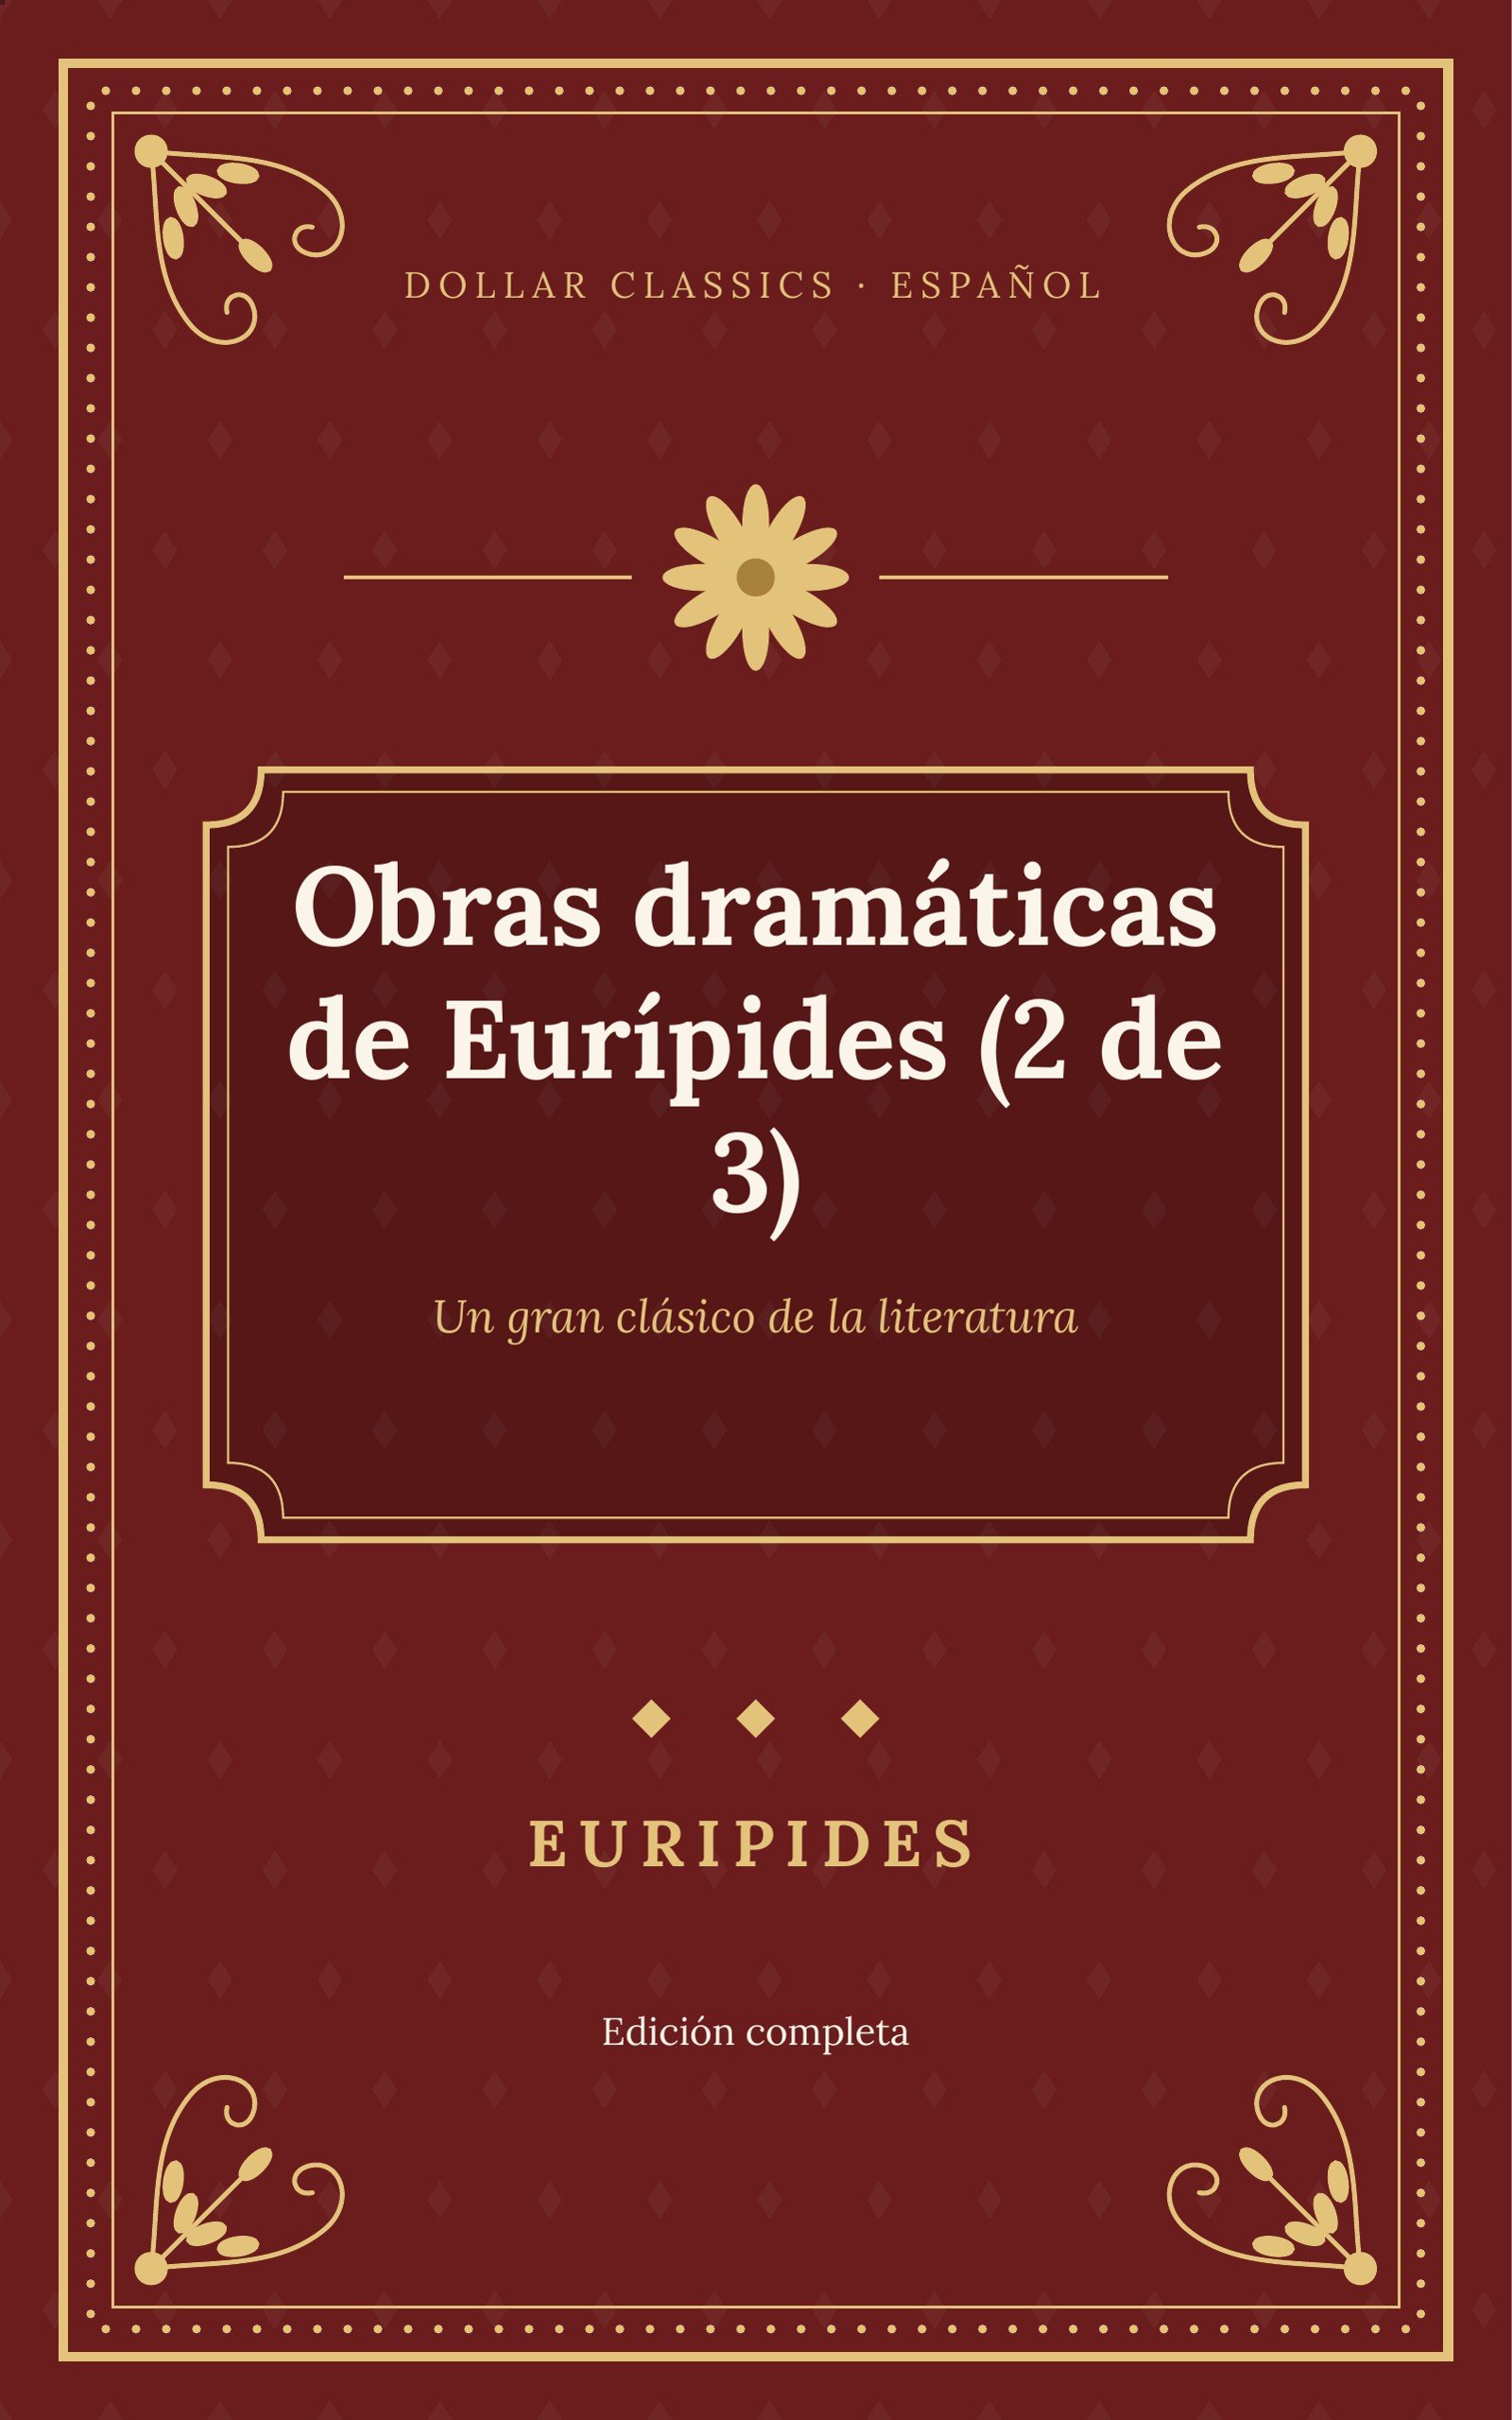 DOLLAR CLASSICS · ESPAÑOL
Obras dramáticas
de Eurípides (2 de
3)
Un gran clásico de la literatura
EURIPIDES
Edición completa